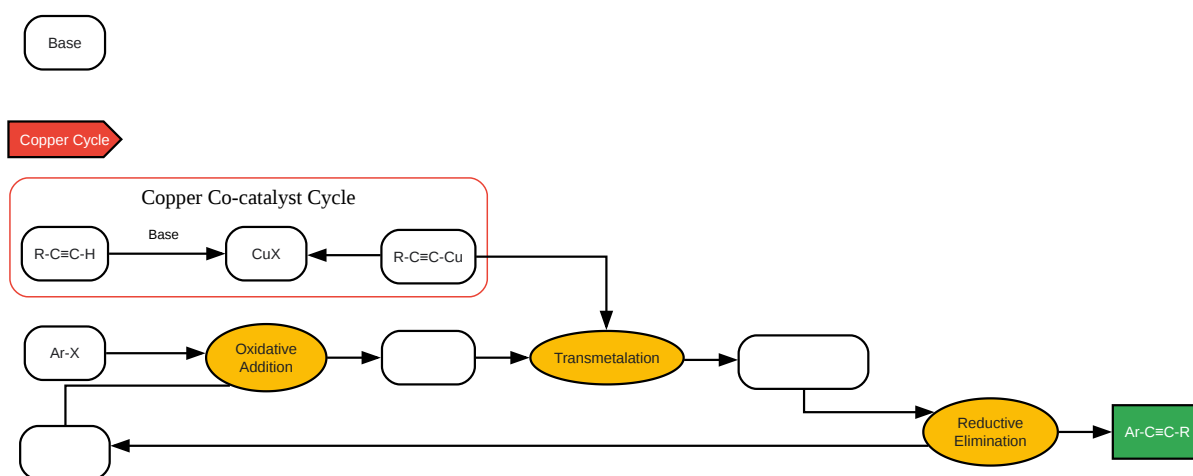 Base
Copper Cycle
Copper Co-catalyst Cycle
R-C≡C-H
Base
CuX
R-C≡C-Cu
Ar-X
Oxidative
Addition
Transmetalation
Reductive
Elimination
Ar-C≡C-R